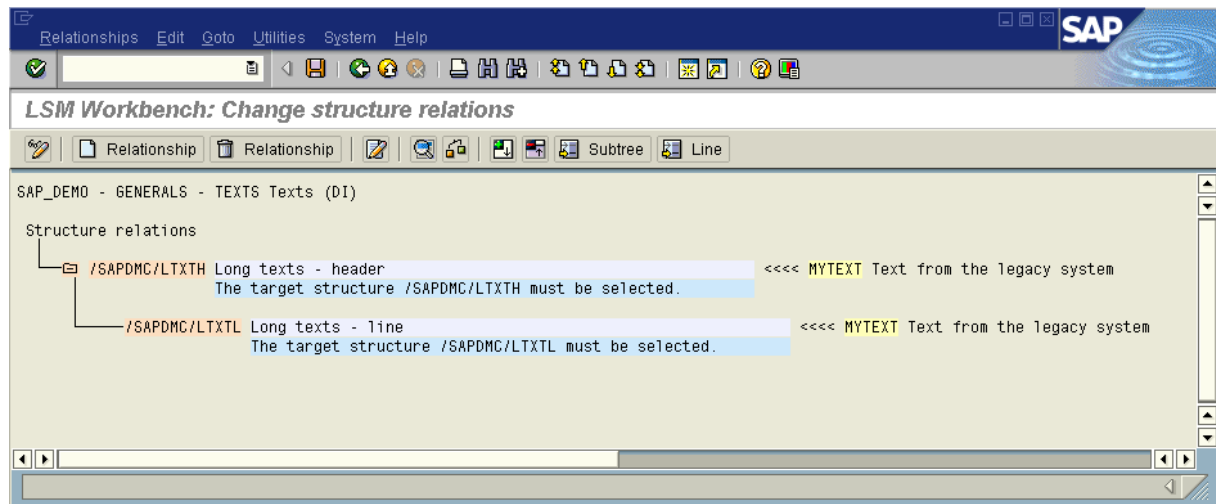 Relationships Edit Goto Utilities System Help
SAP
LSM Workbench: Change structure relations
Relationship Relationship Subtree Line
SAP_DEMO - GENERALS - TEXTS Texts (DI)
Structure relations
/SAPDMC/LTXTH Long texts - header <<<< MYTEXT Text from the legacy system
The target structure /SAPDMC/LTXTH must be selected.
/SAPDMC/LTXTL Long texts - line <<<< MYTEXT Text from the legacy system
The target structure /SAPDMC/LTXTL must be selected.